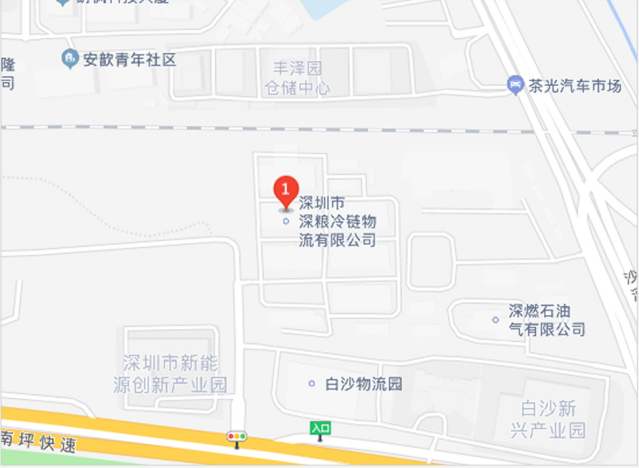 安歆青年社区
隆
司
丰泽园
仓储中心
茶光汽车市场
1
深圳市
深粮冷链物
流有限公司
深燃石油
气有限公司
深圳市新能
源创新产业园
白沙物流园
白沙新
兴产业园
入口
南坪快速